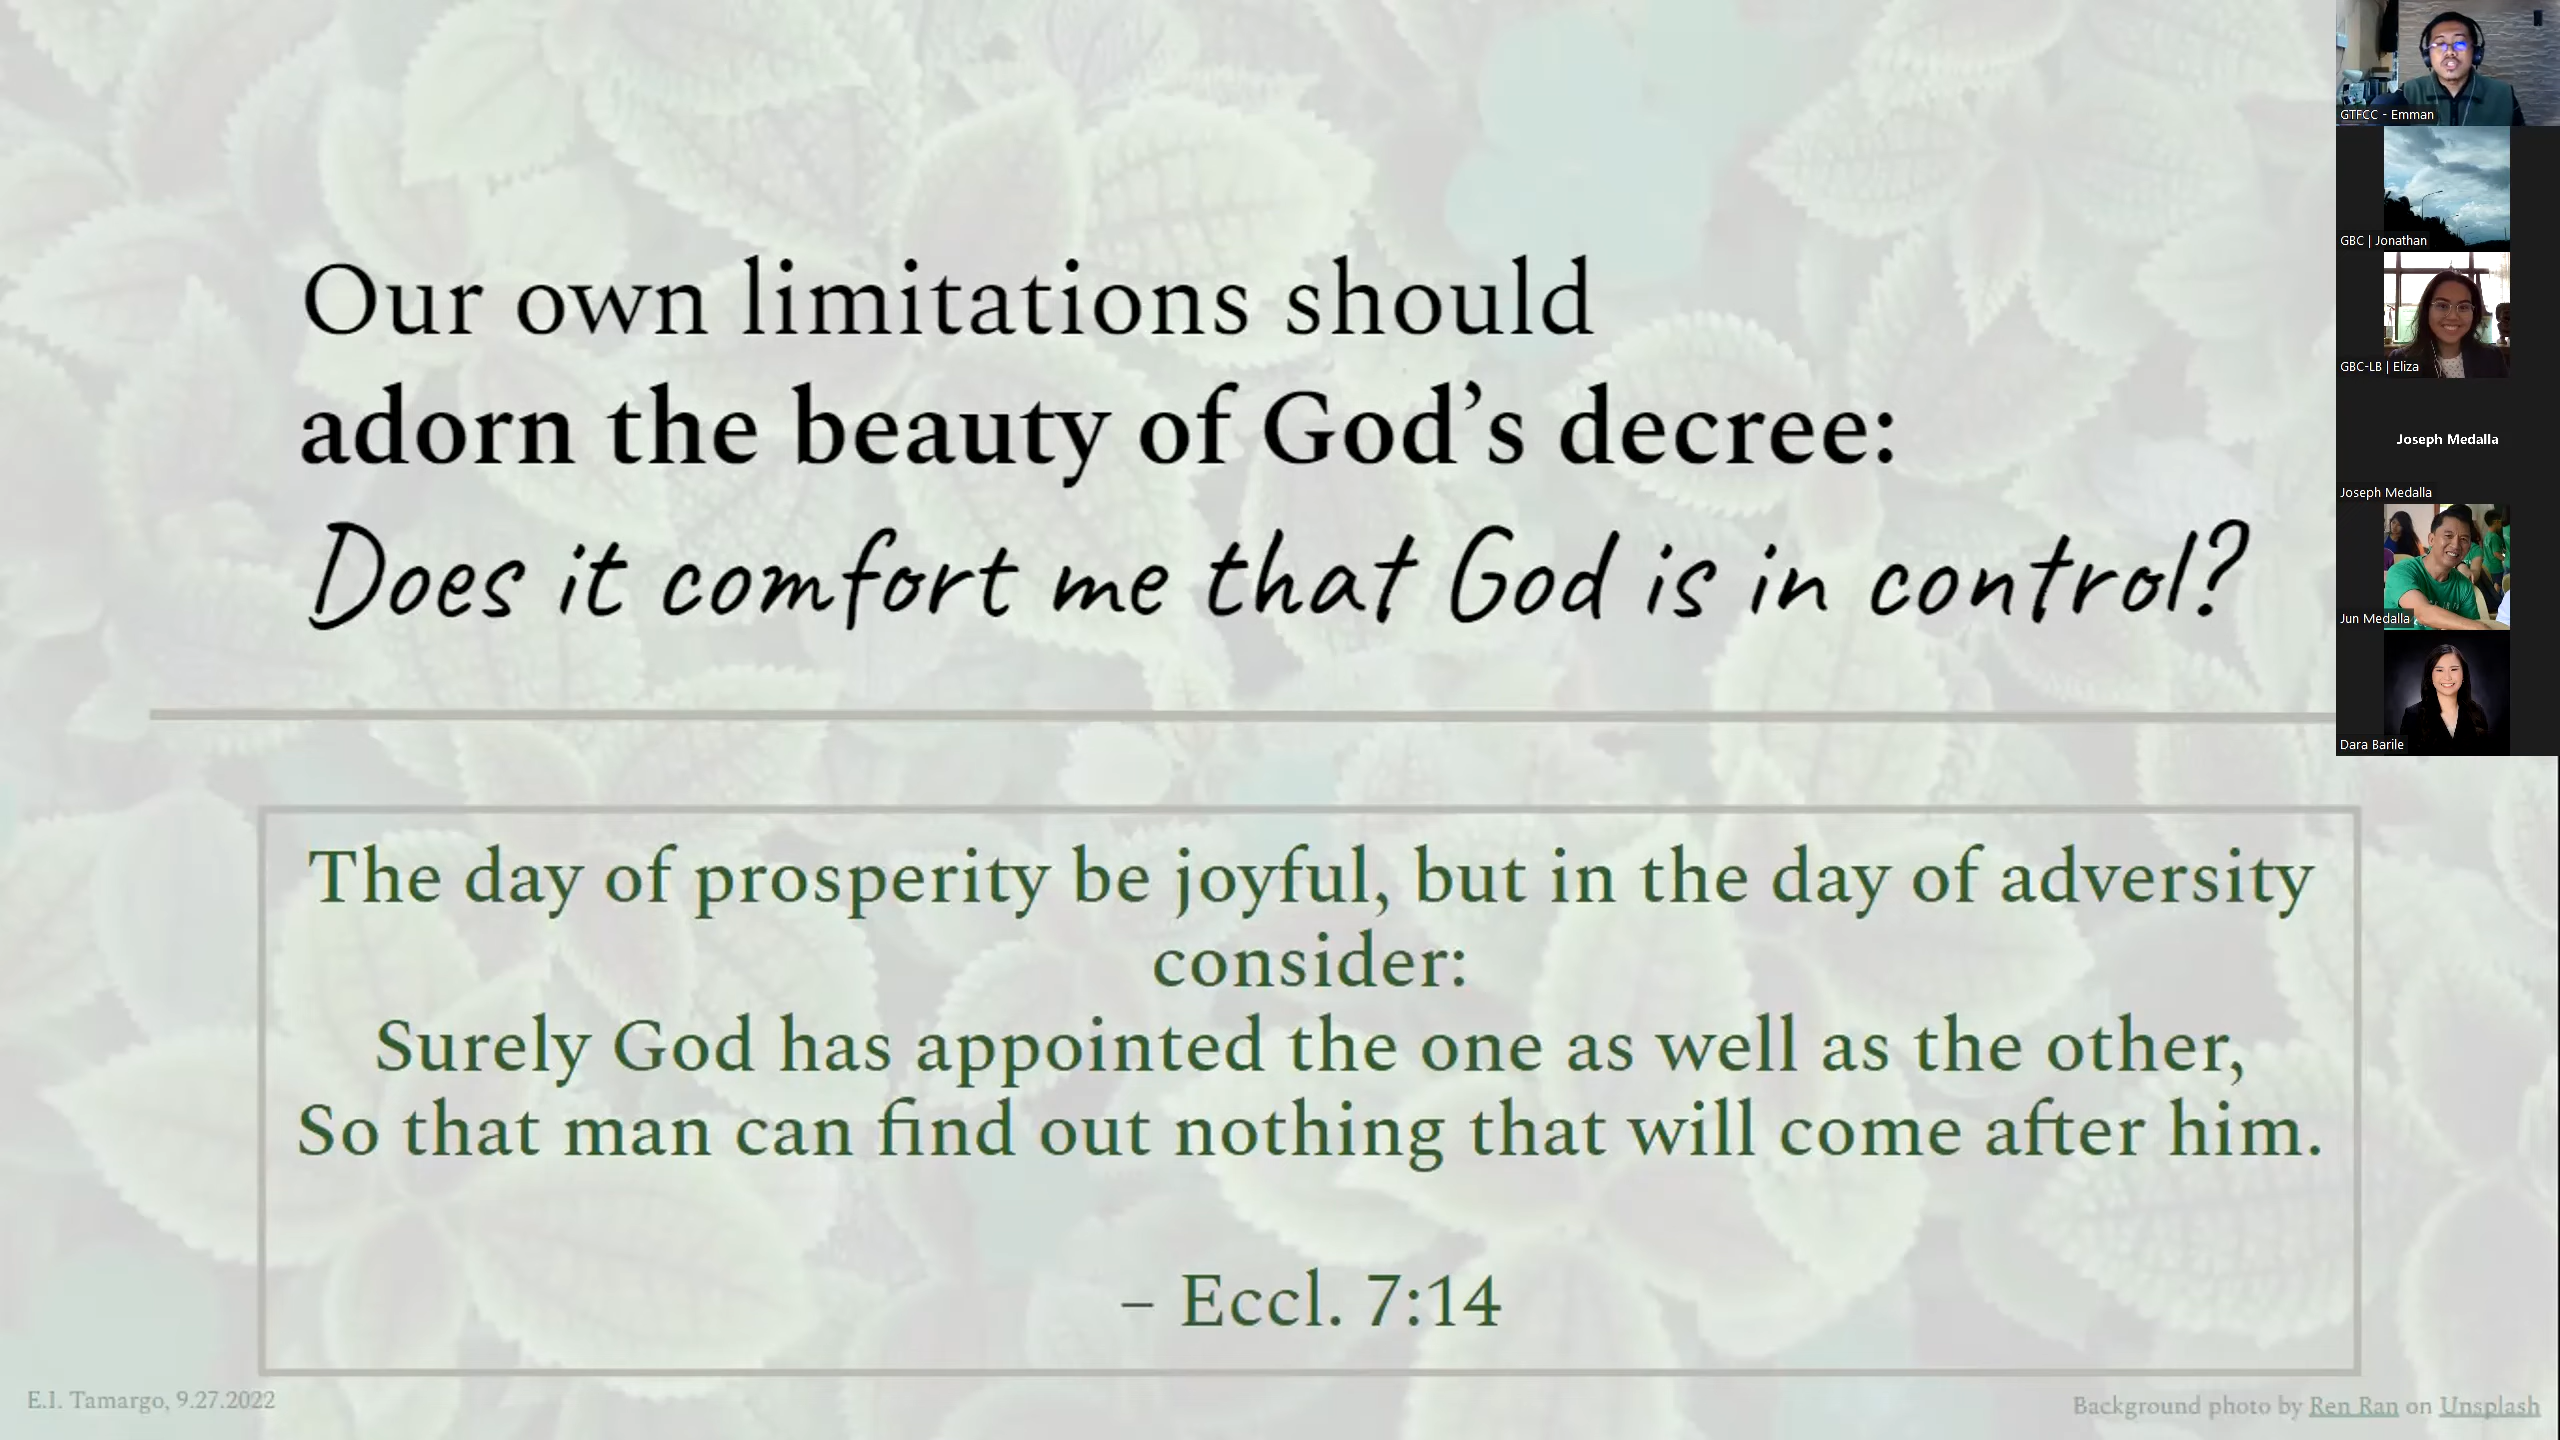 Our own limitations should
adorn the beauty of God’s decree:
Does it comfort me that God is in control?
The day of prosperity be joyful, but in the day of adversity
consider:
Surely God has appointed the one as well as the other,
So that man can find out nothing that will come after him.
– Eccl. 7:14
E.I. Tamargo, 9.27.2022
Background photo by Ren Ran on Unsplash
GTFCC - Emman
GBC | Jonathan
GBC-LB | Eliza
Joseph Medalla
Joseph Medalla
Jun Medalla
Dara Barile